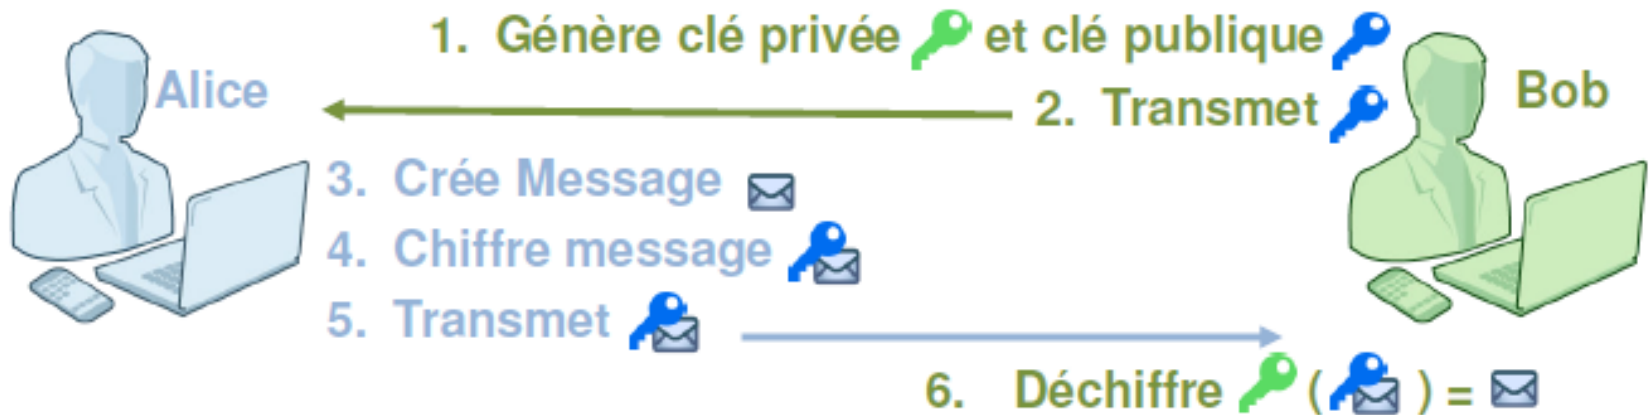 1. Génère clé privée et clé publique
Alice
2. Transmet
Bob
3. Crée Message
4. Chiffre message
5. Transmet
6. Déchiffre ( ) =